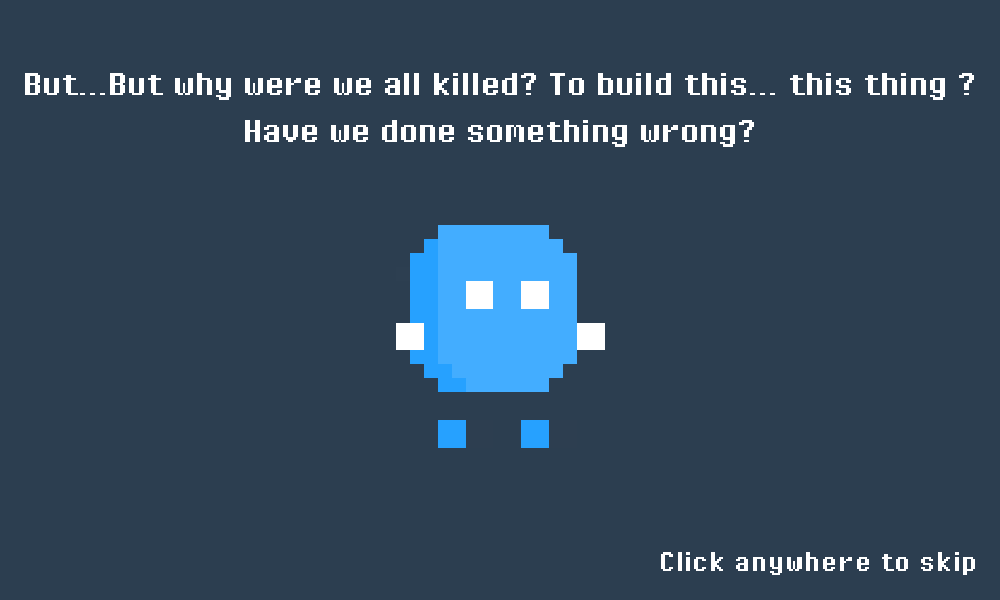 But...But why were we all killed? To build this... this thing ?
Have we done something wrong?
Click anywhere to skip